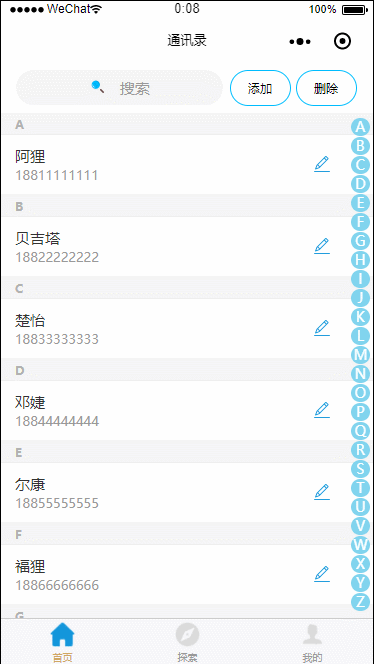 WeChat 0:08 100%
通讯录
搜索 添加 删除
A
阿狸
18811111111
B
贝吉塔
18822222222
C
楚怡
18833333333
D
邓婕
18844444444
E
尔康
18855555555
F
福狸
18866666666
G
A
B
C
D
E
F
G
H
I
J
K
L
M
N
O
P
Q
R
S
T
U
V
W
X
Y
Z
首页 探索 我的